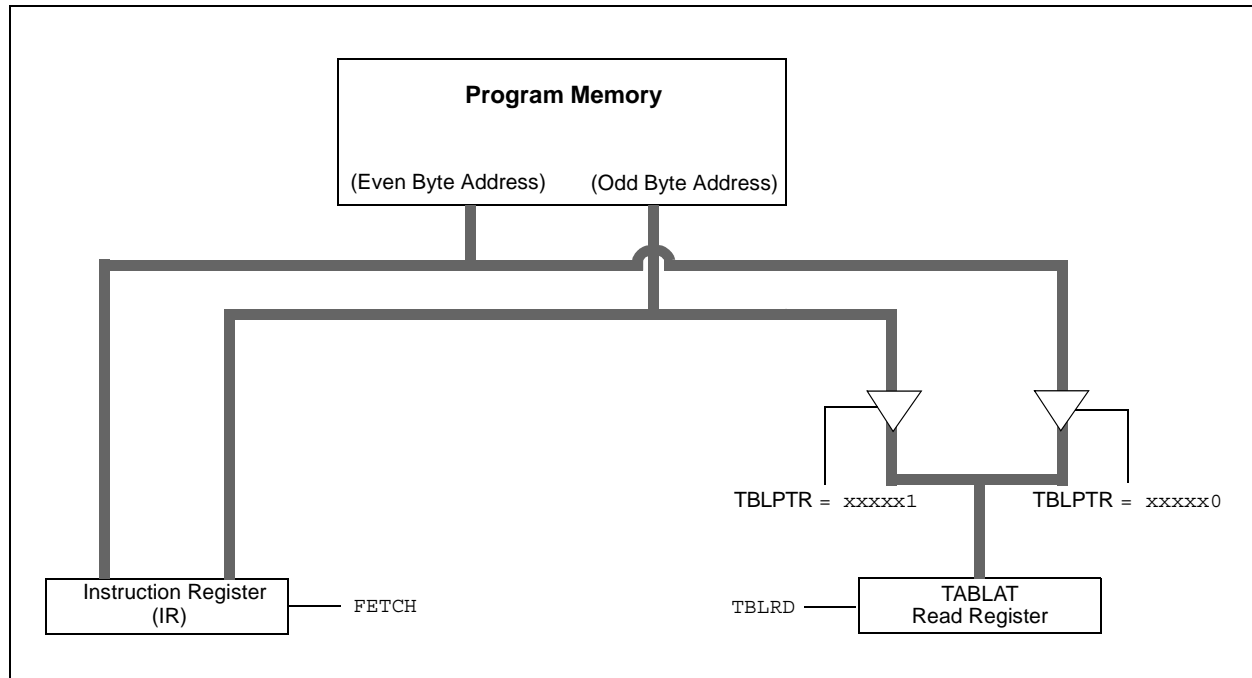 Program Memory
(Even Byte Address) (Odd Byte Address)
TBLPTR = xxxxx1
TBLPTR = xxxxx0
Instruction Register
(IR)
FETCH
TBLRD
TABLAT
Read Register